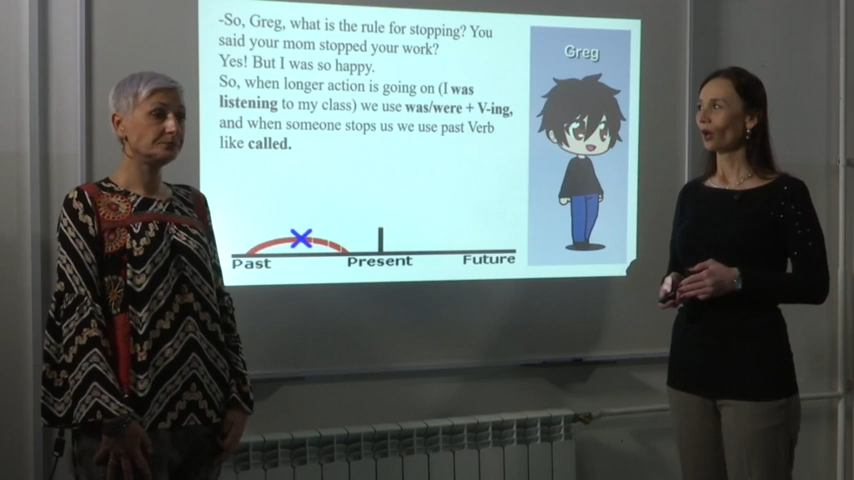 -So, Greg, what is the rule for stopping? You
said your mom stopped your work?
Yes! But I was so happy.
So, when longer action is going on (I was
listening to my class) we use was/were + V-ing,
and when someone stops us we use past Verb
like called.
Greg
Past Present Future